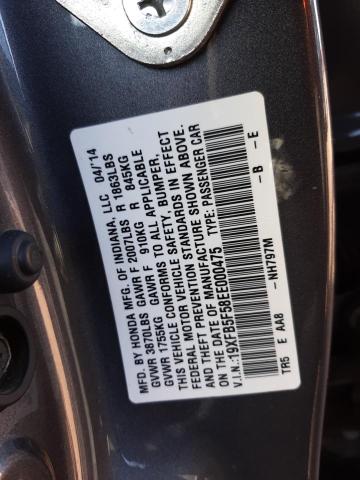 MFD. BY HONDA MFG. OF INDIANA, LLC 04/14
GVWR 3870LBS GAWR F 2007LBS R 1863LBS
GVWR 1755KG GAWR F 910KG R 845KG
THIS VEHICLE CONFORMS TO ALL APPLICABLE
FEDERAL MOTOR VEHICLE SAFETY, BUMPER,
THEFT PREVENTION STANDARDS IN EFFECT
ON THE DATE OF MANUFACTURE SHOWN ABOVE.
V.I.N.:19XFB5F58EE000475 TYPE: PASSENGER CAR
TR5 E AA8 -NH797M -B -E